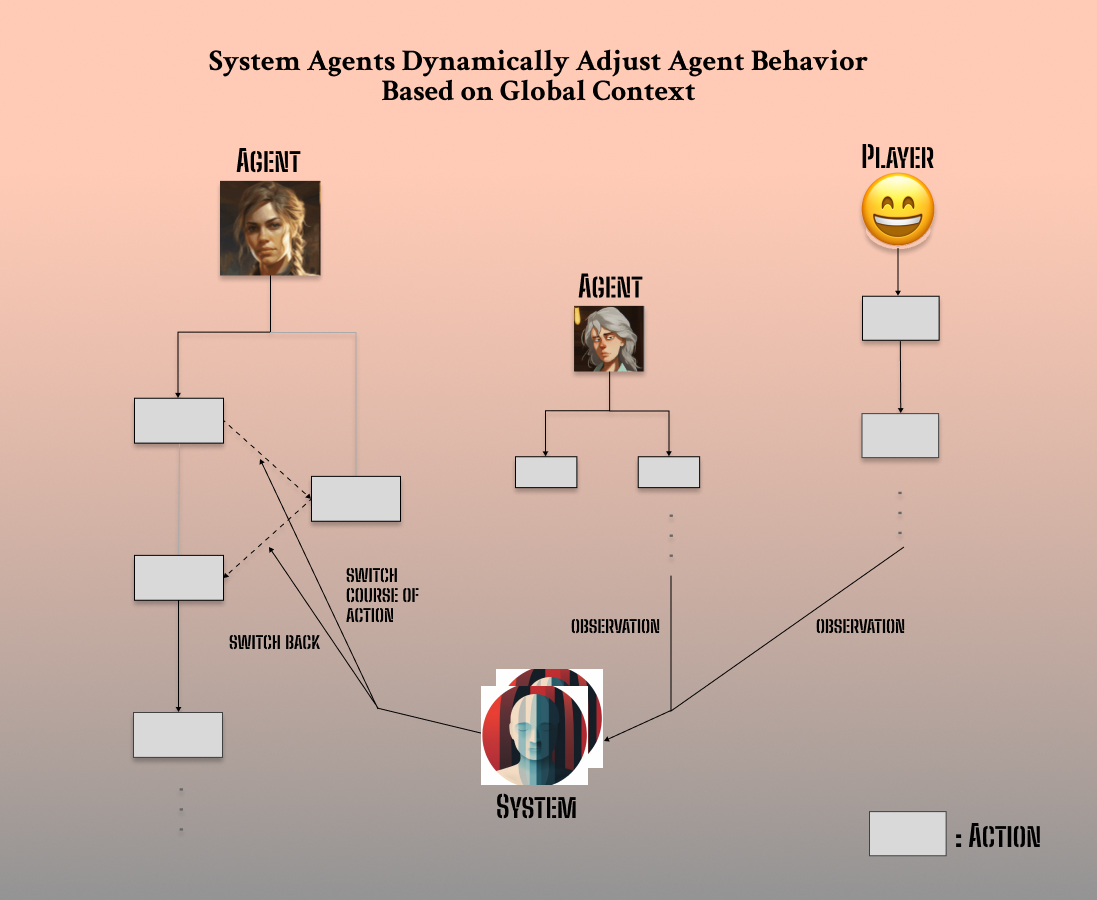 System Agents Dynamically Adjust Agent Behavior
Based on Global Context
Agent
Player
Agent
SWITCH
COURSE OF
ACTION
SWITCH BACK
OBSERVATION
OBSERVATION
System
: Action